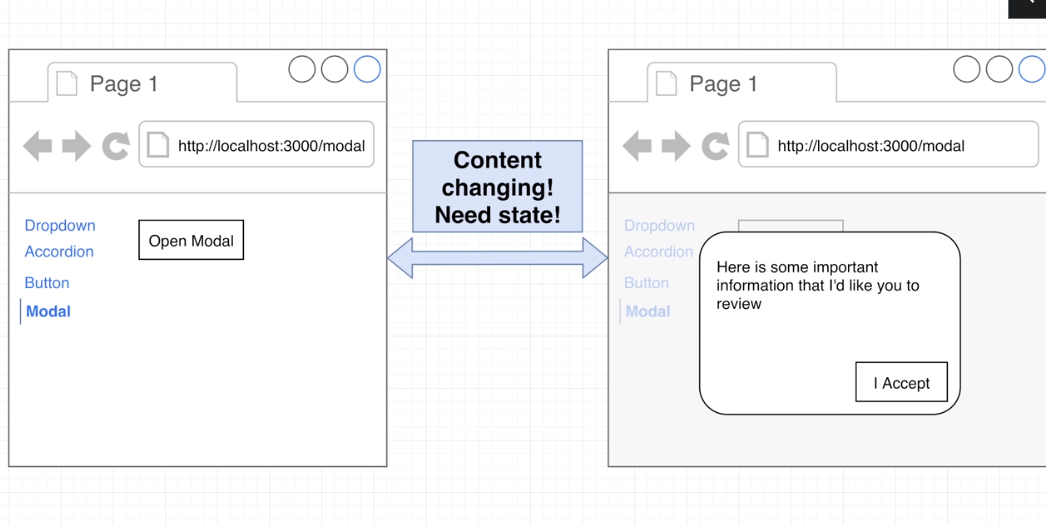 Page 1
http://localhost:3000/modal
Dropdown
Accordion
Button
Modal
Open Modal
Content
changing!
Need state!
Page 1
http://localhost:3000/modal
Dropdown
Accordion
Button
Modal
Here is some important
information that I'd like you to
review
I Accept